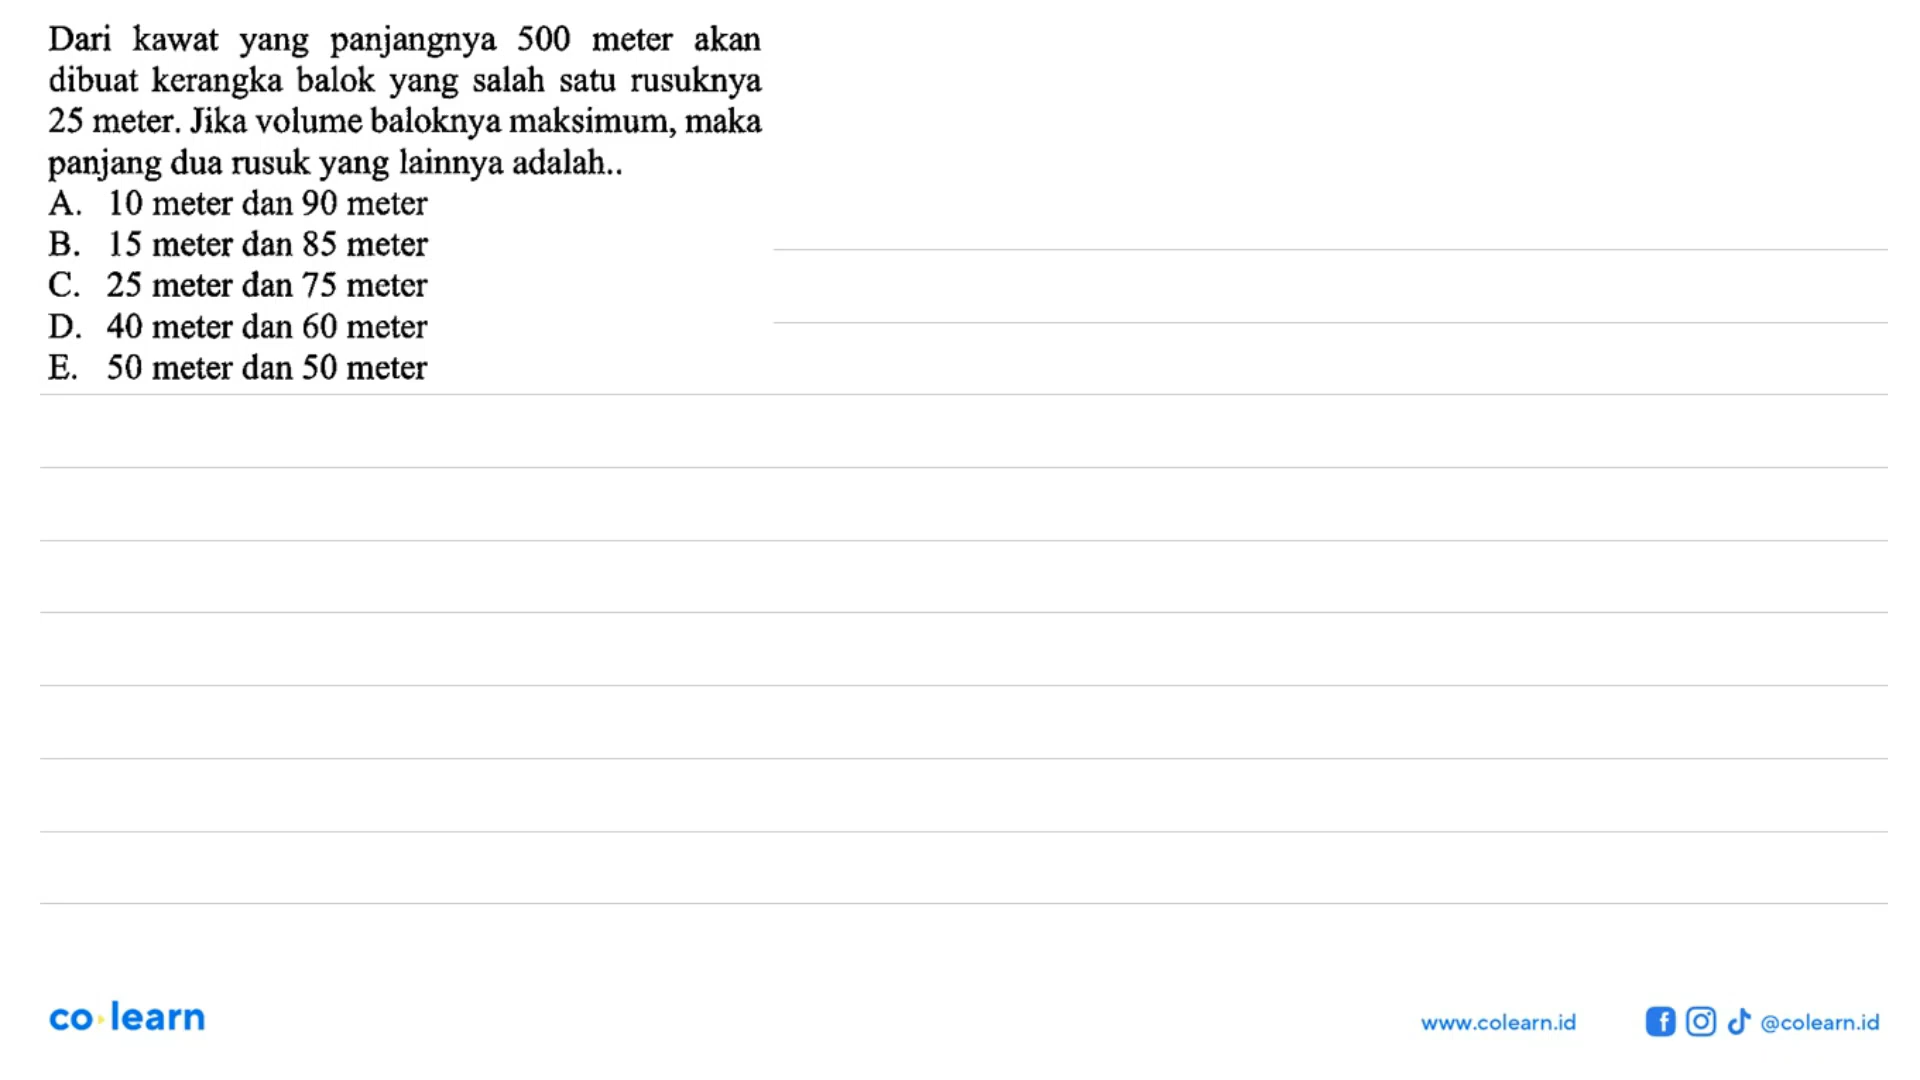 Dari kawat yang panjangnya 500 meter akan
dibuat kerangka balok yang salah satu rusuknya
25 meter. Jika volume baloknya maksimum, maka
panjang dua rusuk yang lainnya adalah..
A. 10 meter dan 90 meter
B. 15 meter dan 85 meter
C. 25 meter dan 75 meter
D. 40 meter dan 60 meter
E. 50 meter dan 50 meter
co learn
www.colearn.id
@colearn.id